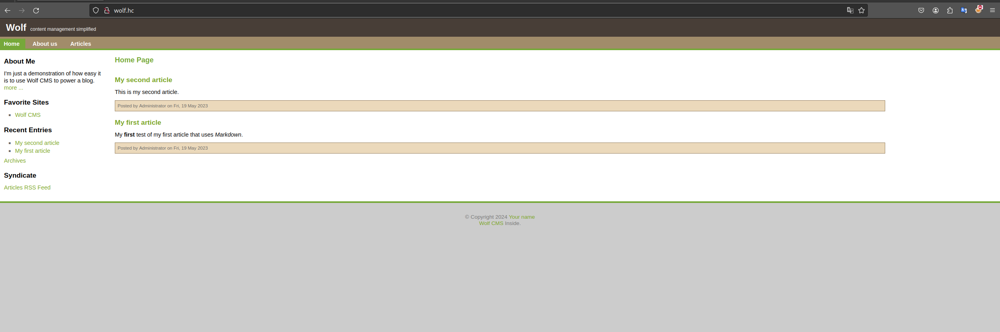 wolf.hc
Wolf content management simplified
Home About us Articles
About Me
I'm just a demonstration of how easy it
is to use Wolf CMS to power a blog.
more ...
Favorite Sites
Wolf CMS
Recent Entries
My second article
My first article
Archives
Syndicate
Articles RSS Feed
Home Page
My second article
This is my second article.
Posted by Administrator on Fri, 19 May 2023
My first article
My first test of my first article that uses Markdown.
Posted by Administrator on Fri, 19 May 2023
© Copyright 2024 Your name
Wolf CMS Inside.